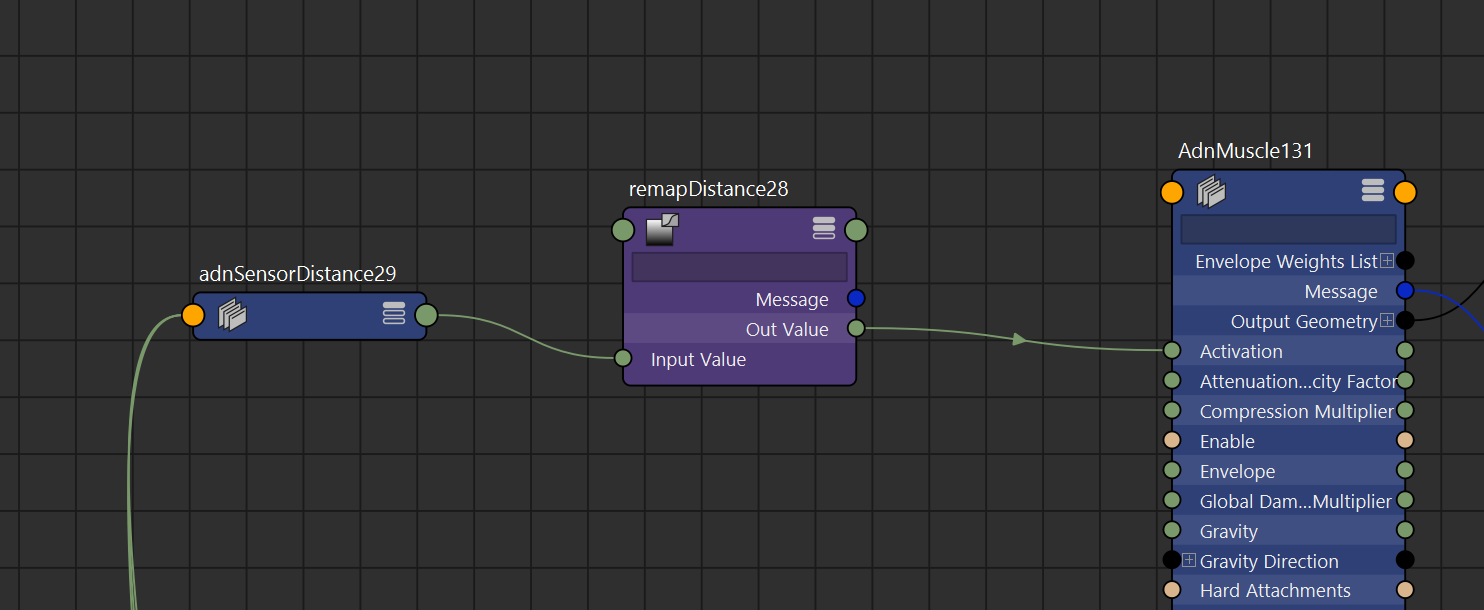 adnSensorDistance29
remapDistance28
Message
Out Value
Input Value
AdnMuscle131
Envelope Weights List
Message
Output Geometry
Activation
Attenuation...city Factor
Compression Multiplier
Enable
Envelope
Global Dam...Multiplier
Gravity
Gravity Direction
Hard Attachments